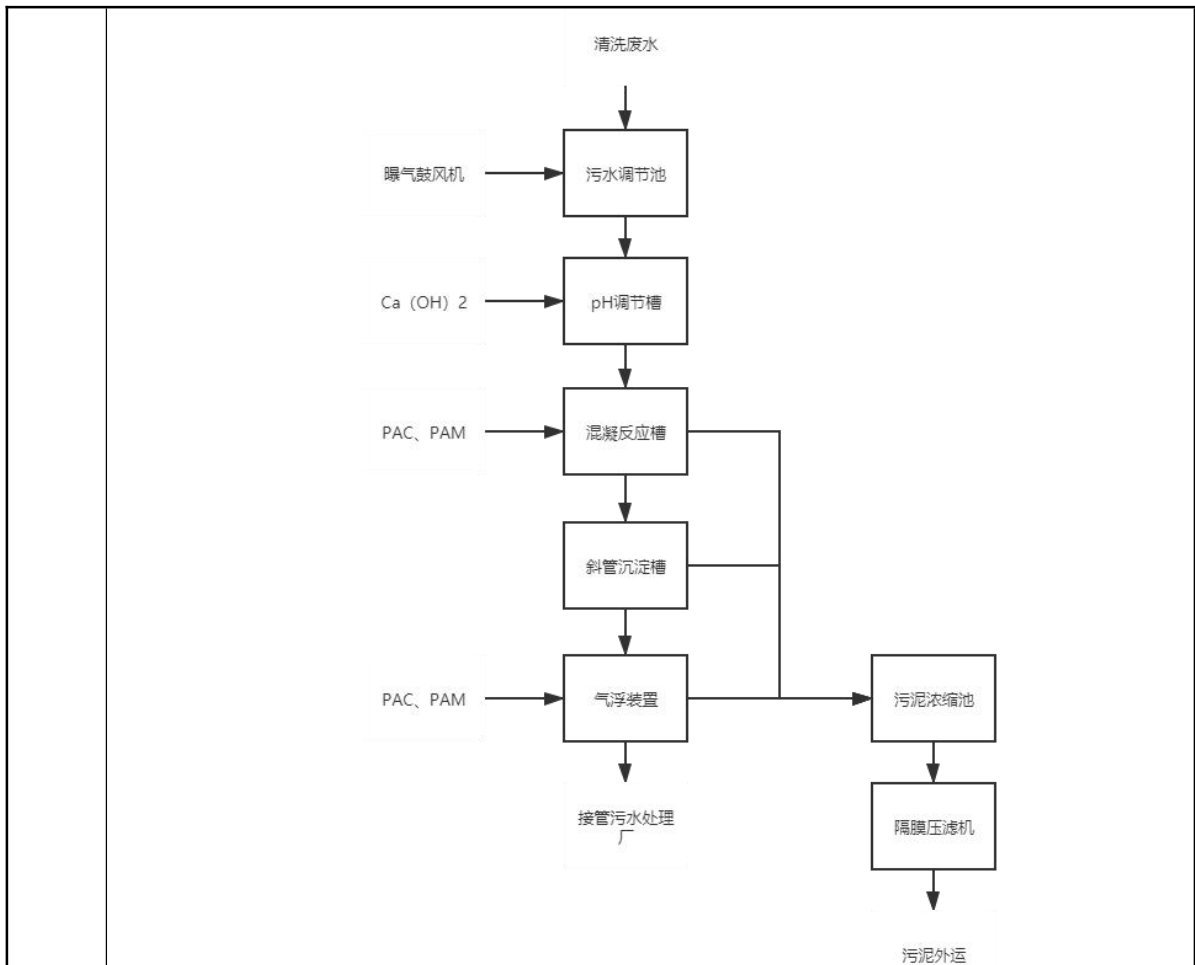 清洗废水
曝气鼓风机
污水调节池
Ca（OH）2
pH调节槽
PAC、PAM
混凝反应槽
斜管沉淀槽
PAC、PAM
气浮装置
污泥浓缩池
接管污水处理
厂
隔膜压滤机
污泥外运